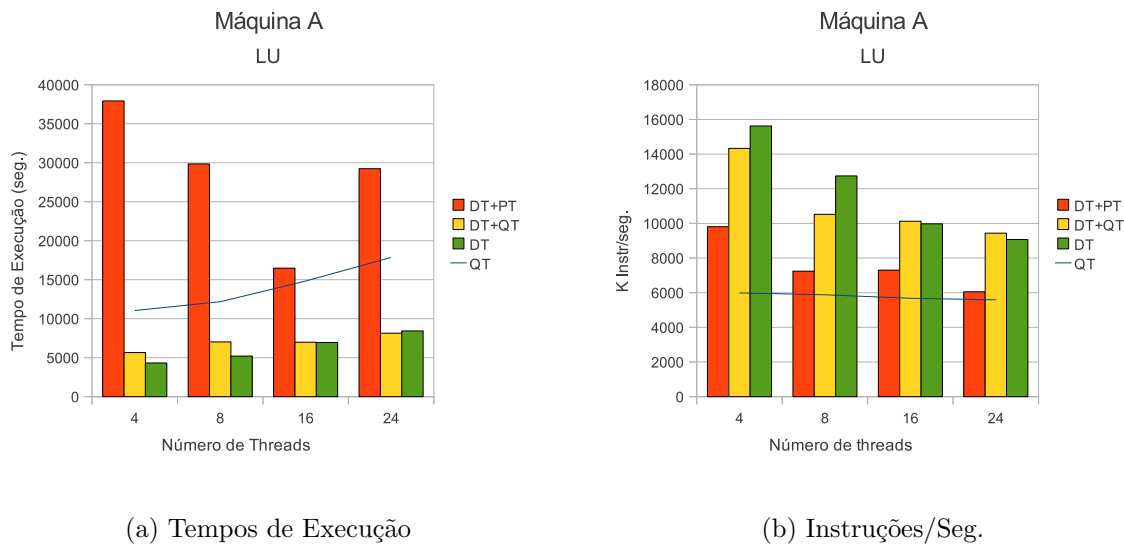 Máquina A
LU
40000
35000
30000
25000
20000
15000
10000
5000
0
Tempo de Execução (seg.)
4 8 16 24
Número de Threads
DT+PT
DT+QT
DT
QT
(a) Tempos de Execução
Máquina A
LU
18000
16000
14000
12000
10000
8000
6000
4000
2000
0
K Instr/seg.
4 8 16 24
Número de threads
DT+PT
DT+QT
DT
QT
(b) Instruções/Seg.